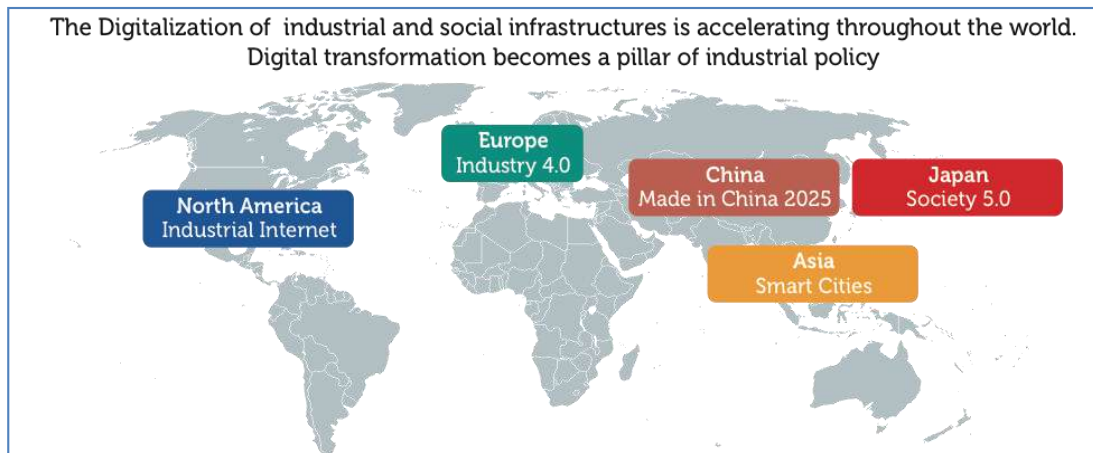 The Digitalization of industrial and social infrastructures is accelerating throughout the world.
Digital transformation becomes a pillar of industrial policy
Europe
Industry 4.0
China
Made in China 2025
Japan
Society 5.0
North America
Industrial Internet
Asia
Smart Cities